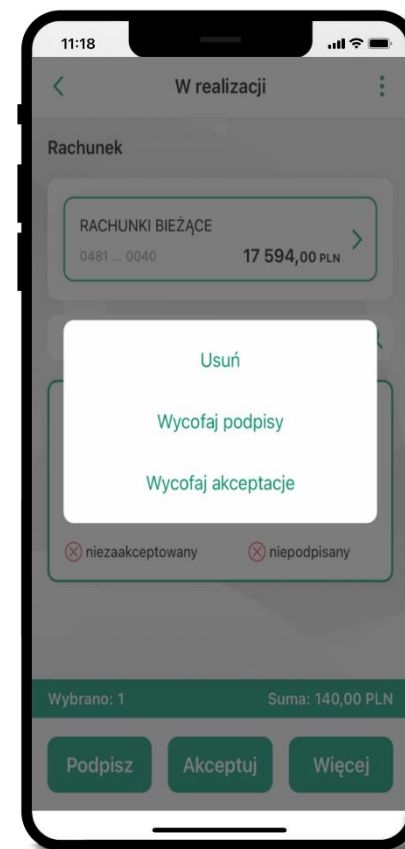 11:18
W realizacji
Rachunek
RACHUNKI BIEŻĄCE
0481 ... 0040 17 594,00 PLN
Usuń
Wycofaj podpisy
Wycofaj akceptacje
niezaakceptowany niepodpisany
Wybrano: 1 Suma: 140,00 PLN
Podpisz Akceptuj Więcej